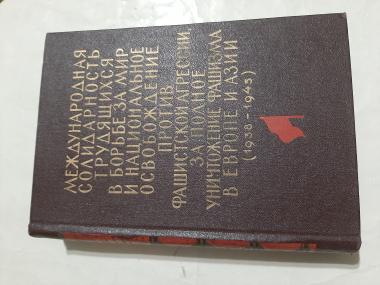 МЕЖДУНАРОДНАЯ
СОЛИДАРНОСТЬ
ТРУДЯЩИХСЯ
В БОРЬБЕ ЗА МИР
И НАЦИОНАЛЬНОЕ
ОСВОБОЖДЕНИЕ
ПРОТИВ
ФАШИСТСКОЙ АГРЕССИИ
ЗА ПОЛНОЕ
УНИЧТОЖЕНИЕ ФАШИЗМА
В ЕВРОПЕ И АЗИИ
(1938-1945)